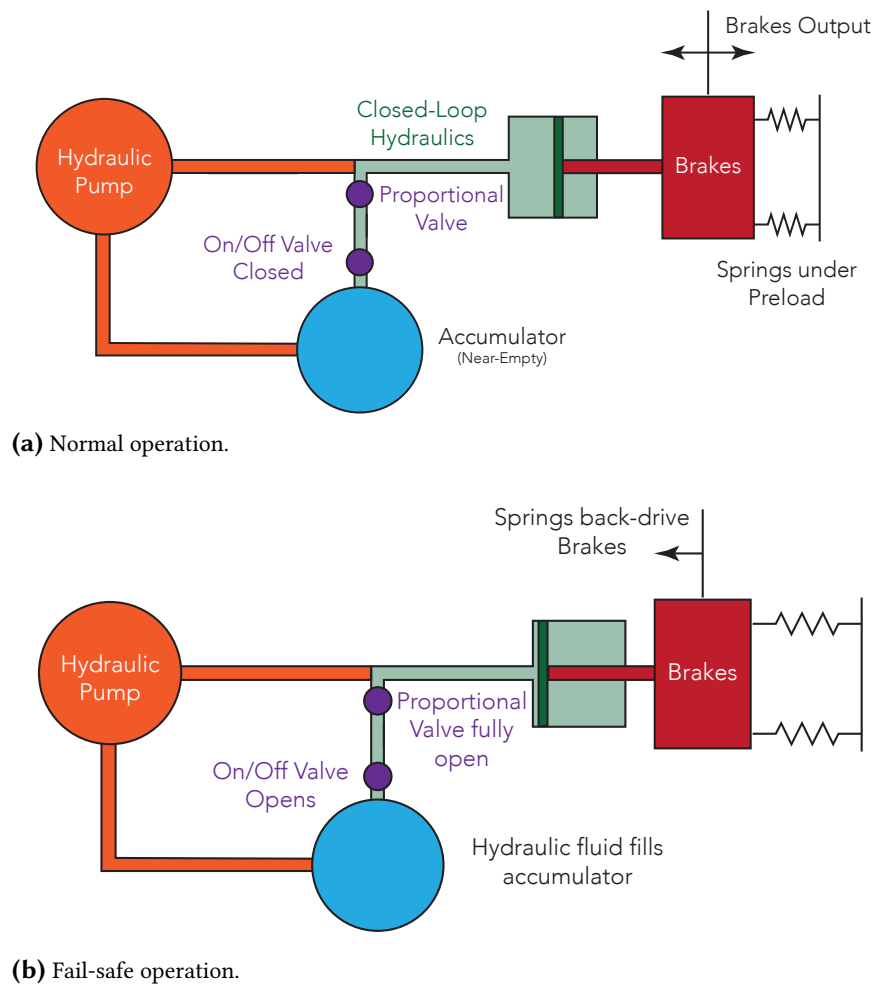 Brakes Output
Closed-Loop
Hydraulics
Hydraulic
Pump
Proportional
Valve
Brakes
On/Off Valve
Closed
Springs under
Preload
Accumulator
(Near-Empty)
(a) Normal operation.
Springs back-drive
Brakes
Hydraulic
Pump
Brakes
Proportional
Valve fully
open
On/Off Valve
Opens
Hydraulic fluid fills
accumulator
(b) Fail-safe operation.